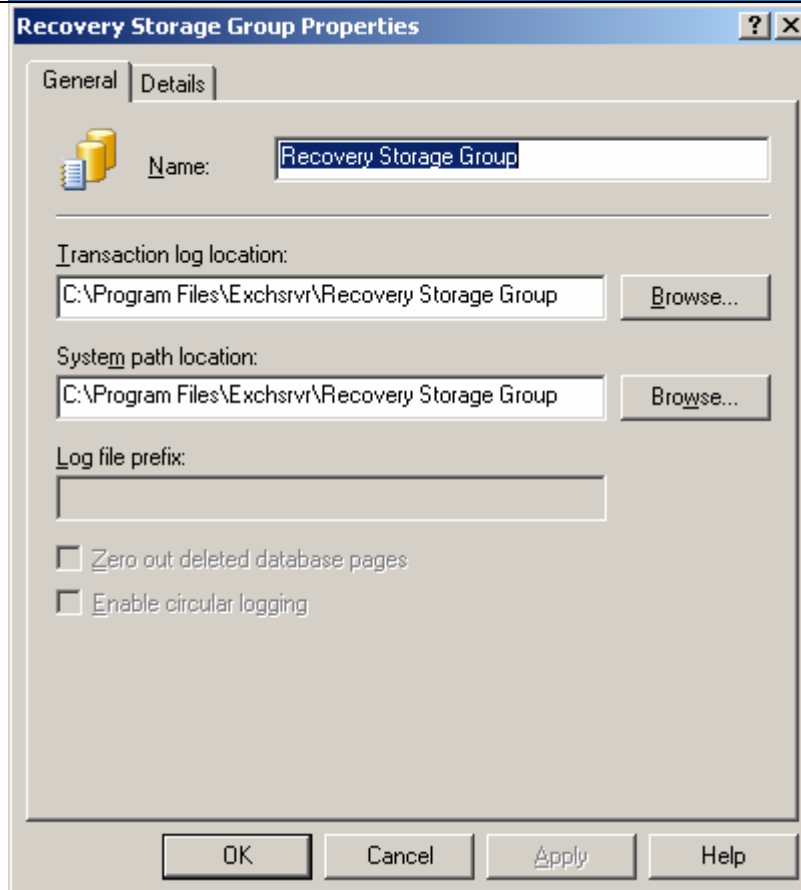 Recovery Storage Group Properties
General Details
Name: Recovery Storage Group
Transaction log location:
C:\Program Files\Exchsrvr\Recovery Storage Group Browse...
System path location:
C:\Program Files\Exchsrvr\Recovery Storage Group Browse...
Log file prefix:
Zero out deleted database pages
Enable circular logging
OK Cancel Apply Help